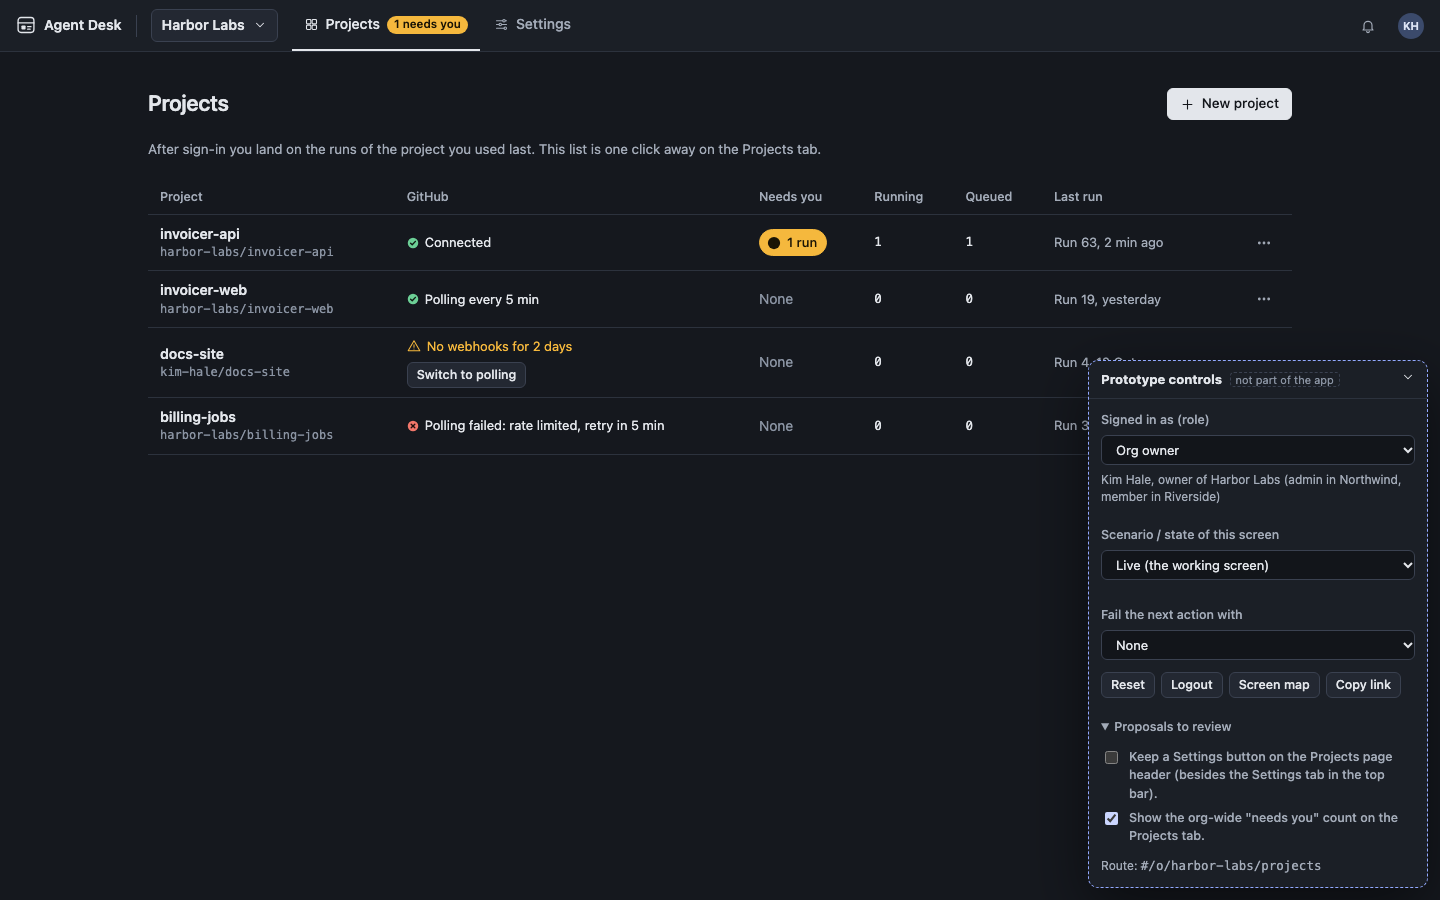 Agent Desk
Harbor Labs
Projects
1 needs you
Settings
KH
Projects
New project
After sign-in you land on the runs of the project you used last. This list is one click away on the Projects tab.
Project GitHub Needs you Running Queued Last run
invoicer-api
harbor-labs/invoicer-api
Connected
1 run
1
1
Run 63, 2 min ago
invoicer-web
harbor-labs/invoicer-web
Polling every 5 min
None
0
0
Run 19, yesterday
docs-site
kim-hale/docs-site
No webhooks for 2 days
Switch to polling
None
0
0
Run 4
billing-jobs
harbor-labs/billing-jobs
Polling failed: rate limited, retry in 5 min
None
0
0
Run 3
Prototype controls
not part of the app
Signed in as (role)
Org owner
Kim Hale, owner of Harbor Labs (admin in Northwind,
member in Riverside)
Scenario / state of this screen
Live (the working screen)
Fail the next action with
None
Reset
Logout
Screen map
Copy link
Proposals to review
Keep a Settings button on the Projects page
header (besides the Settings tab in the top
bar).
Show the org-wide "needs you" count on the
Projects tab.
Route: #/o/harbor-labs/projects